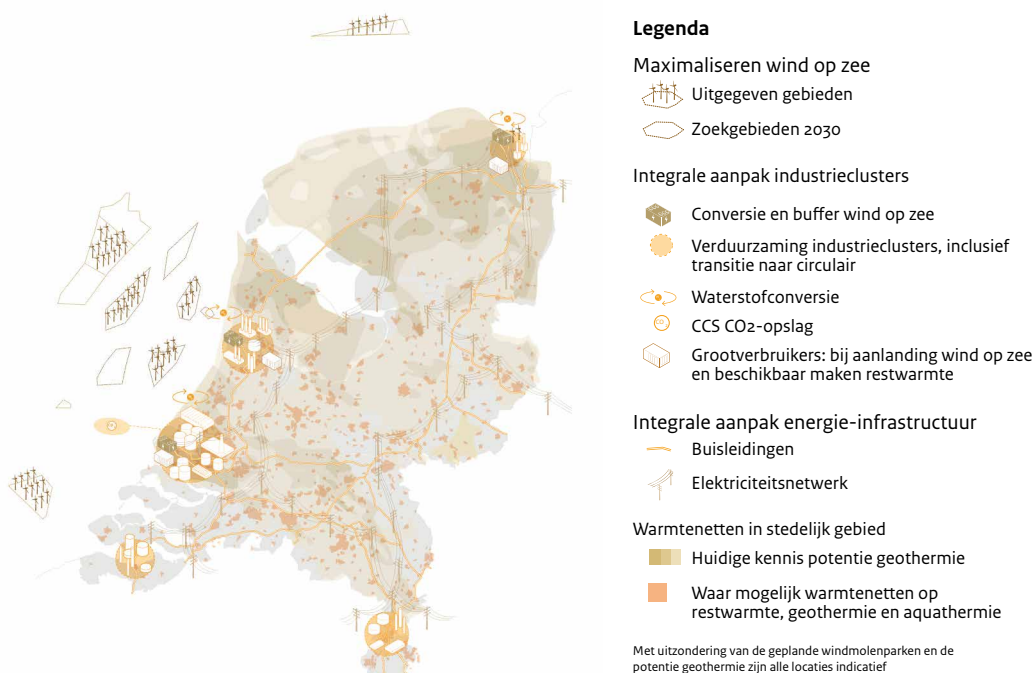 Legenda
Maximaliseren wind op zee
Uitgegeven gebieden
Zoekgebieden 2030
Integrale aanpak industrieclusters
Conversie en buffer wind op zee
Verduurzaming industrieclusters, inclusief
transitie naar circulair
Waterstofconversie
CCS CO2-opslag
Grootverbruikers: bij aanlanding wind op zee
en beschikbaar maken restwarmte
Integrale aanpak energie-infrastructuur
Buisleidingen
Elektriciteitsnetwerk
Warmtenetten in stedelijk gebied
Huidige kennis potentie geothermie
Waar mogelijk warmtenetten op
restwarmte, geothermie en aquathermie
Met uitzondering van de geplande windmolenparken en de
potentie geothermie zijn alle locaties indicatief